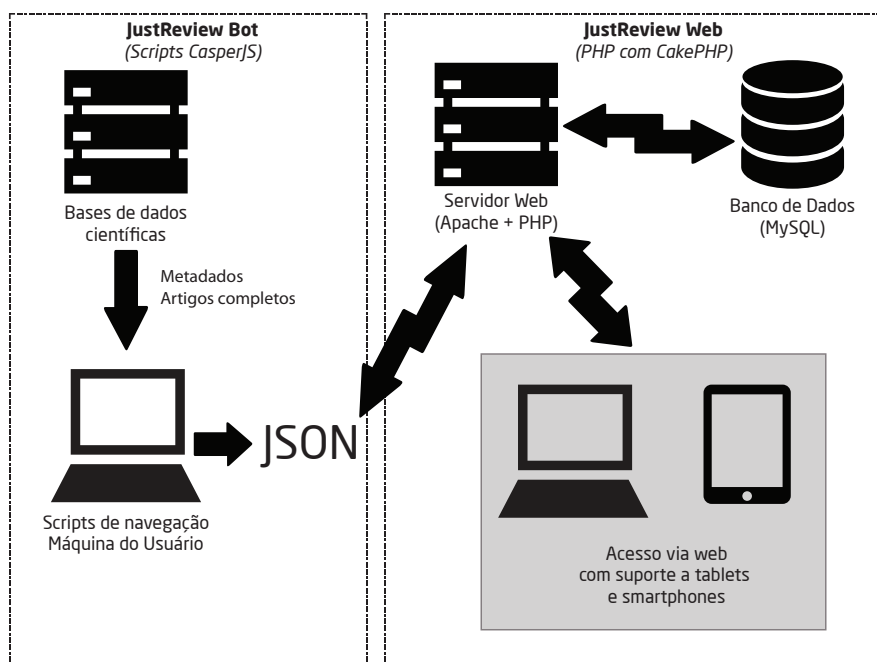 JustReview Bot
(Scripts CasperJS)
Bases de dados
científicas
Metadados
Artigos completos
JSON
Scripts de navegação
Máquina do Usuário
JustReview Web
(PHP com CakePHP)
Servidor Web
(Apache + PHP)
Banco de Dados
(MySQL)
Acesso via web
com suporte a tablets
e smartphones